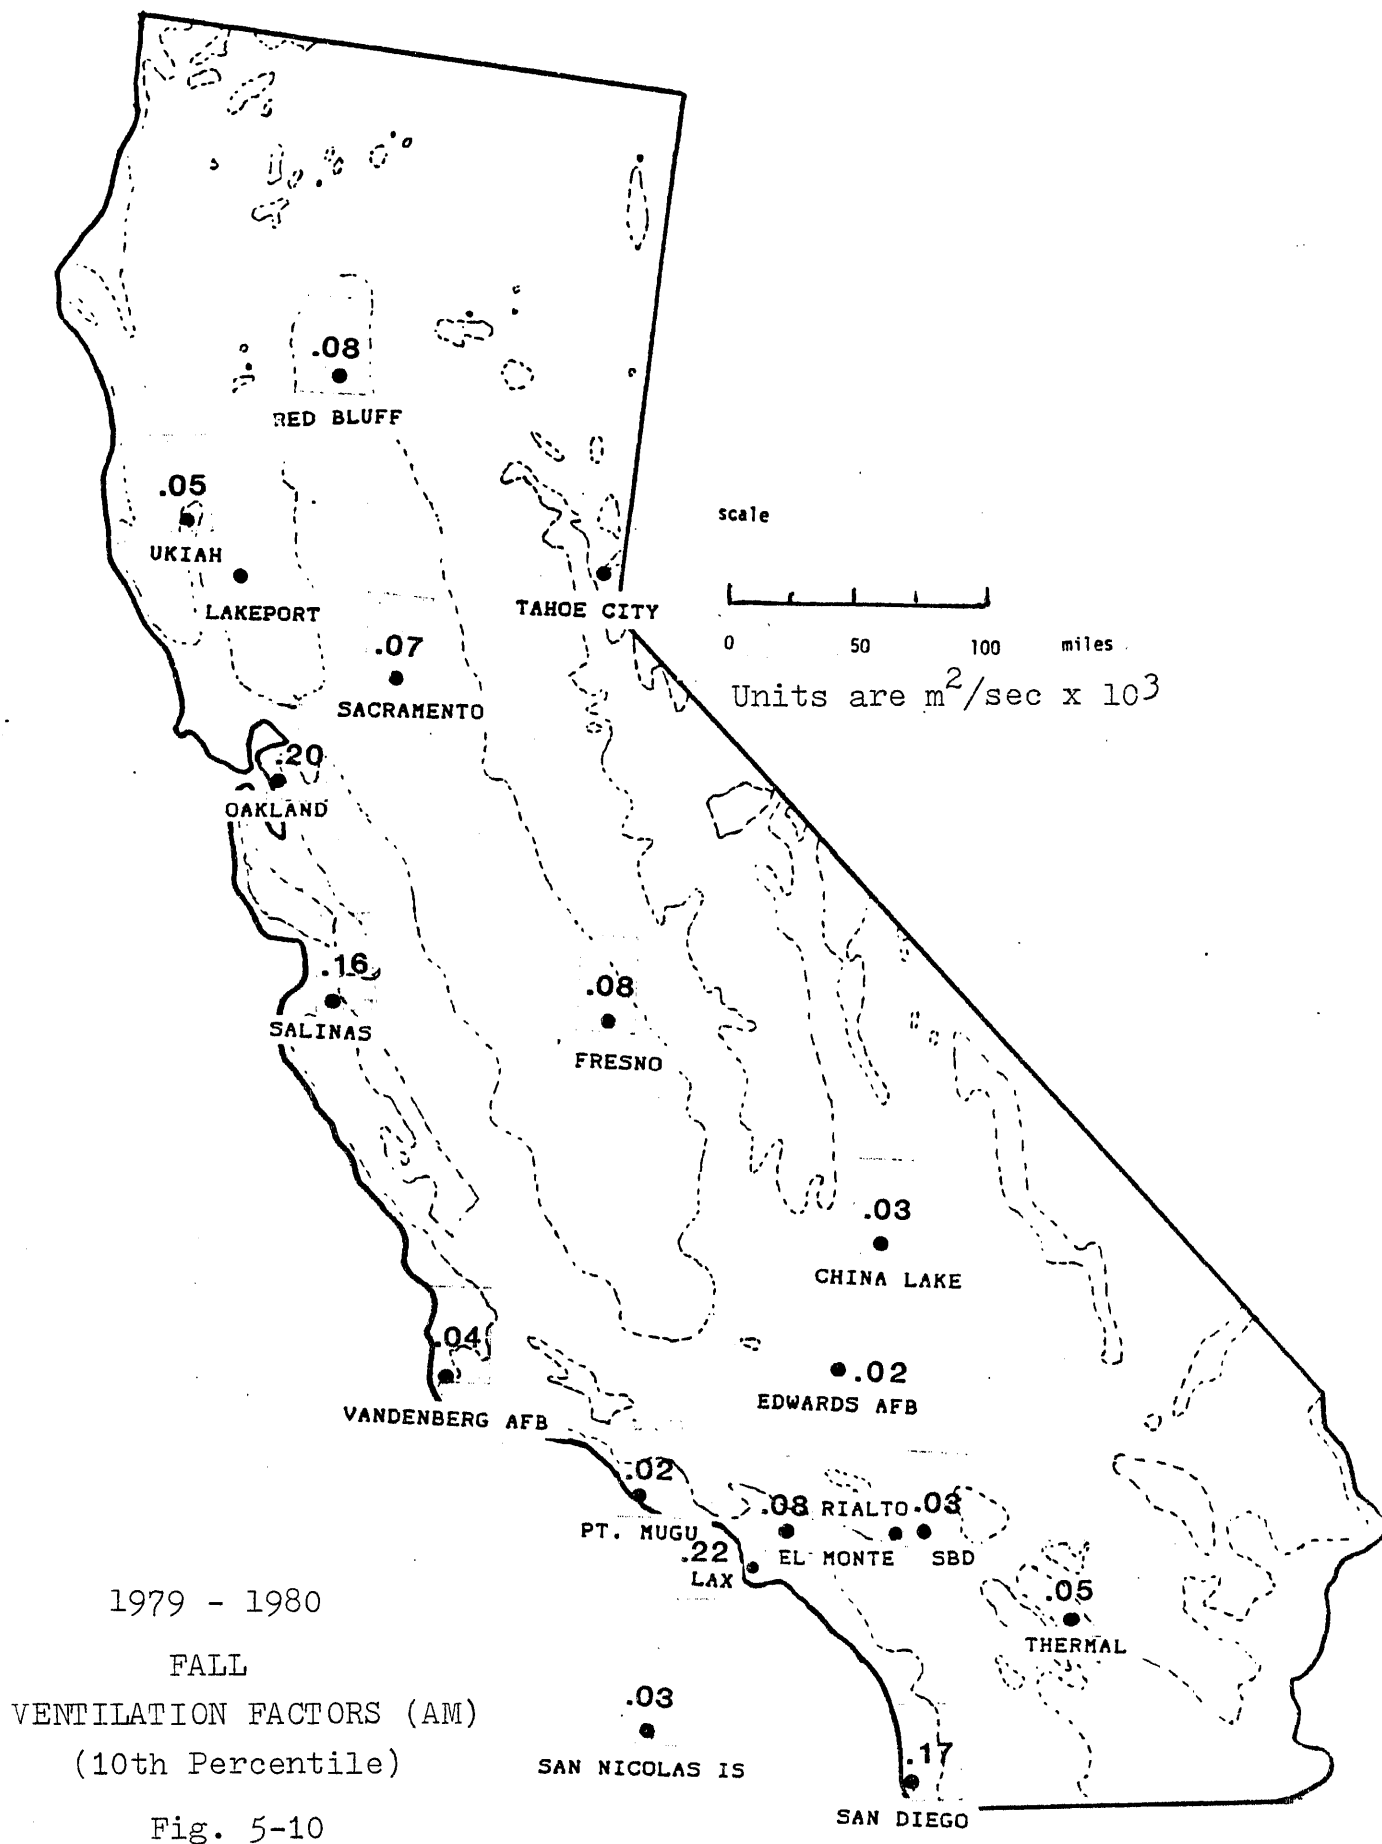 .08
RED BLUFF
.05
UKIAH
LAKEPORT
TAHOE CITY
scale
0 50 100 miles
Units are m²/sec x 10³
.07
SACRAMENTO
.20
OAKLAND
.16
SALINAS
.08
FRESNO
.03
CHINA LAKE
.04
VANDENBERG AFB
.02
EDWARDS AFB
.02
PT. MUGU
.08 RIALTO .03
EL MONTE SBD
.22
LAX
.05
THERMAL
.03
SAN NICOLAS IS
.17
SAN DIEGO
1979 - 1980
FALL
VENTILATION FACTORS (AM)
(10th Percentile)
Fig. 5-10